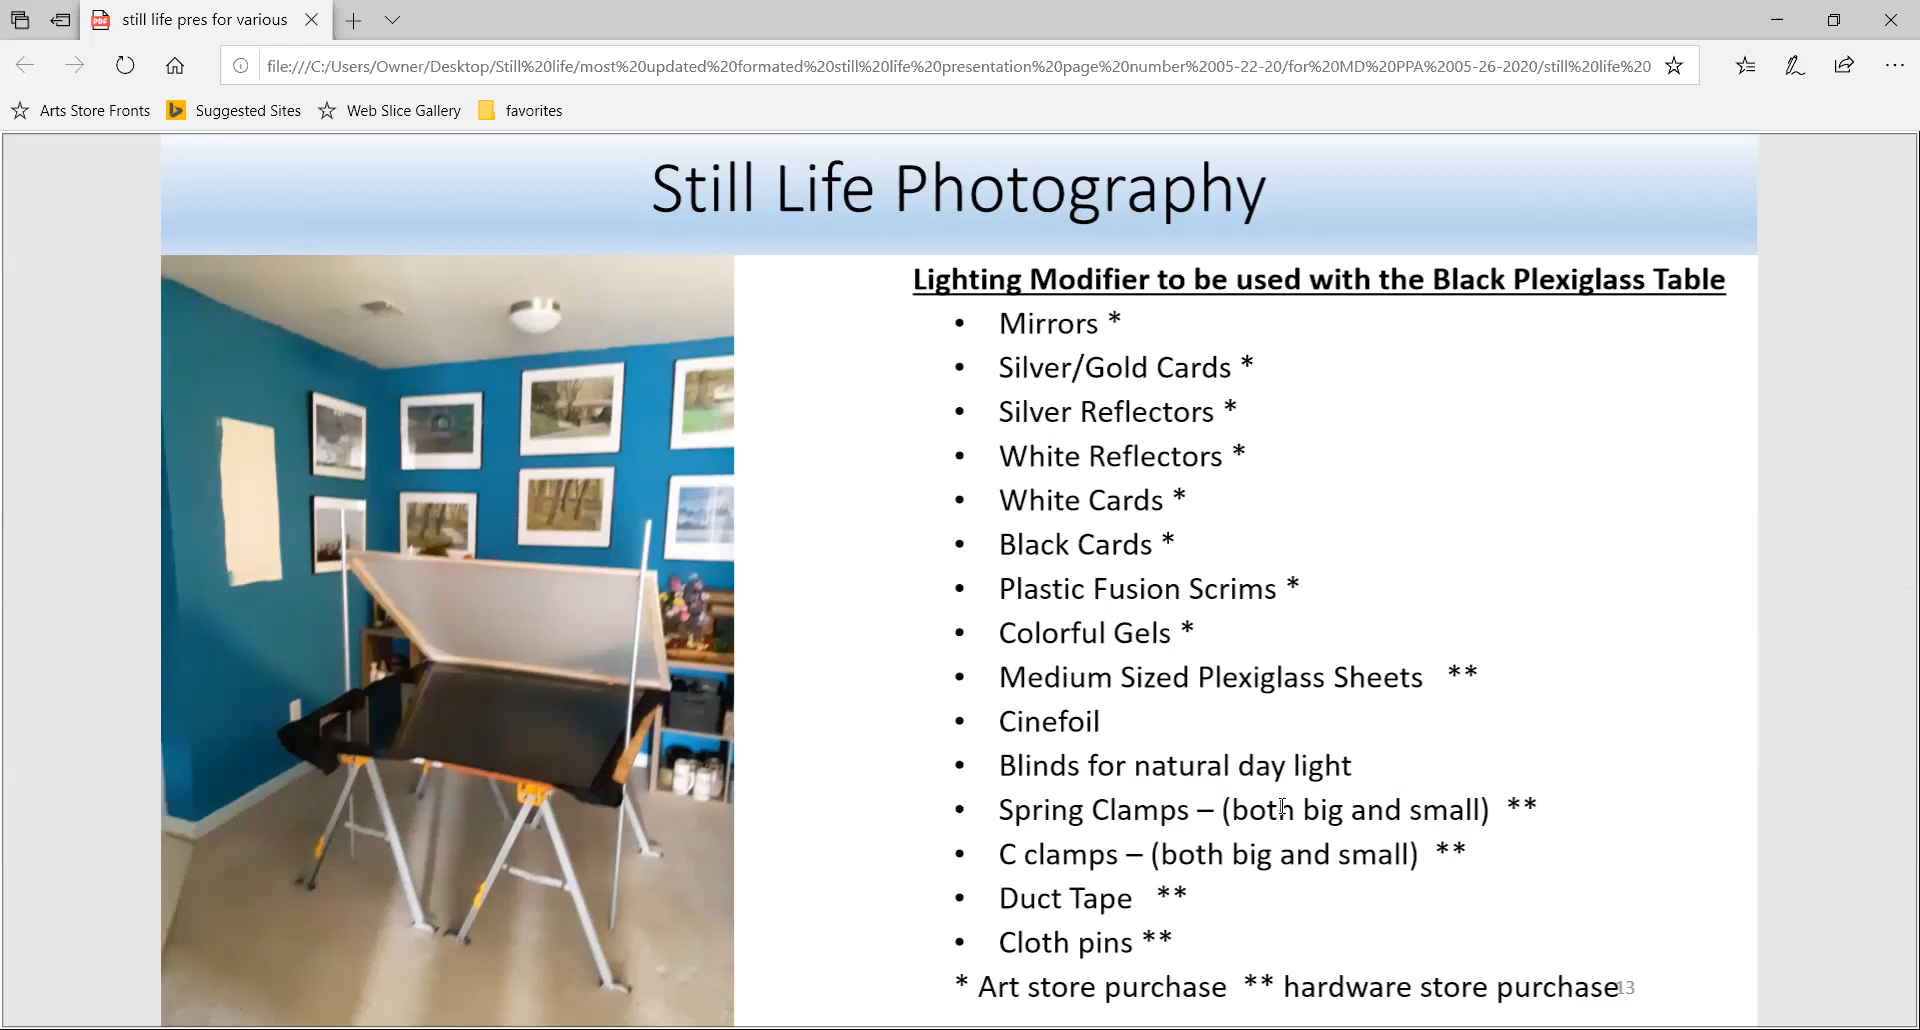 still life pres for various
file:///C:/Users/Owner/Desktop/Still%20life/most%20updated%20formated%20still%20life%20presentation%20page%20number%2005-22-20/for%20MD%20PPA%2005-26-2020/still%20life%20
Arts Store Fronts Suggested Sites Web Slice Gallery favorites
Still Life Photography
Lighting Modifier to be used with the Black Plexiglass Table
• Mirrors *
• Silver/Gold Cards *
• Silver Reflectors *
• White Reflectors *
• White Cards *
• Black Cards *
• Plastic Fusion Scrims *
• Colorful Gels *
• Medium Sized Plexiglass Sheets **
• Cinefoil
• Blinds for natural day light
• Spring Clamps – (both big and small) **
• C clamps – (both big and small) **
• Duct Tape **
• Cloth pins **
* Art store purchase ** hardware store purchase 13